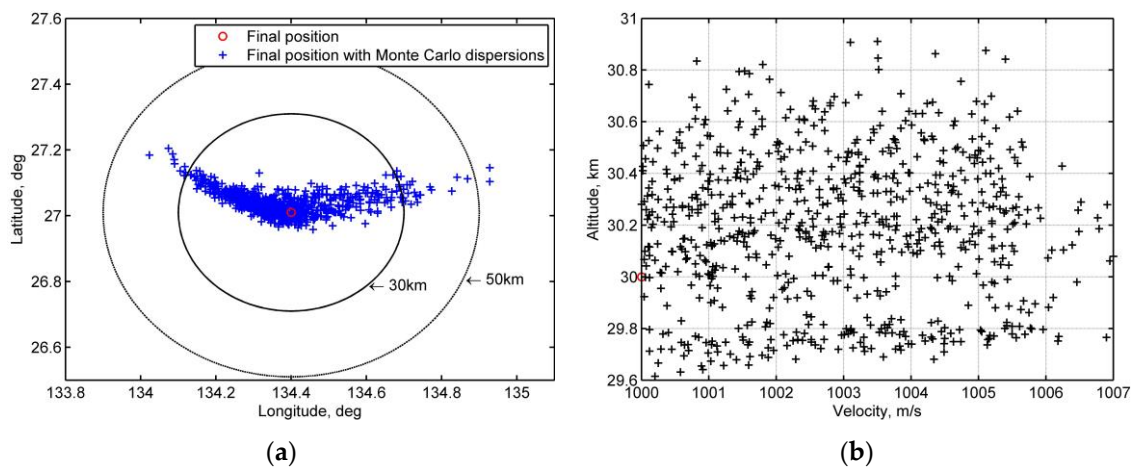 27.6
27.4
27.2
27
26.8
26.6
Latitude, deg
Final position
Final position with Monte Carlo dispersions
← 30km
← 50km
133.8 134 134.2 134.4 134.6 134.8 135
Longitude, deg
(a)
31
30.8
30.6
30.4
30.2
30
29.8
29.6
Altitude, km
1000 1001 1002 1003 1004 1005 1006 1007
Velocity, m/s
(b)